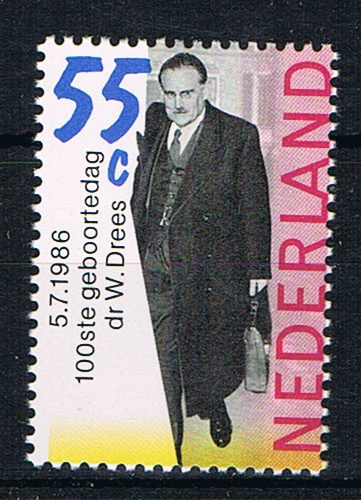 55
c
5.7.1986
100ste geboortedag
dr W. Drees
NEDERLAND